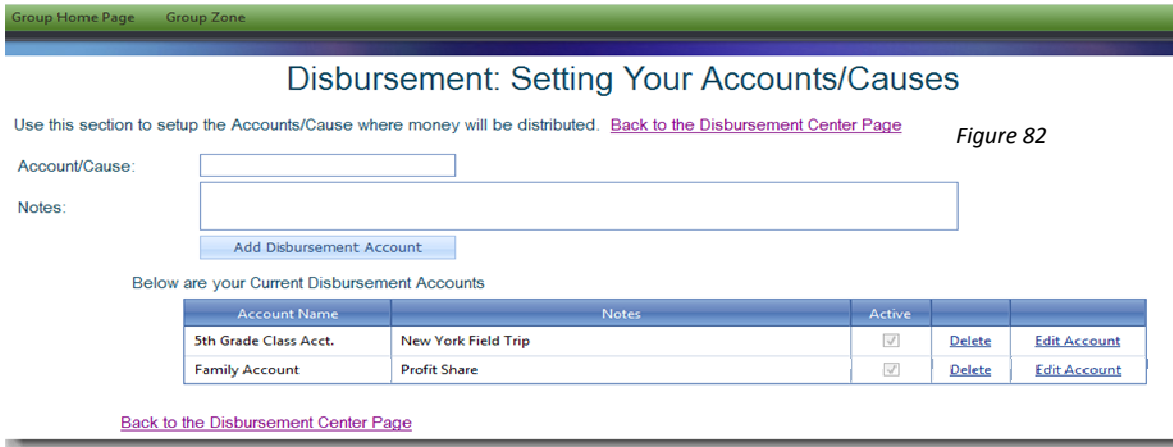 Group Home Page Group Zone
Disbursement: Setting Your Accounts/Causes
Use this section to setup the Accounts/Cause where money will be distributed. Back to the Disbursement Center Page
Figure 82
Account/Cause:
Notes:
Add Disbursement Account
Below are your Current Disbursement Accounts
Account Name Notes Active
5th Grade Class Acct. New York Field Trip Delete Edit Account
Family Account Profit Share Delete Edit Account
Back to the Disbursement Center Page